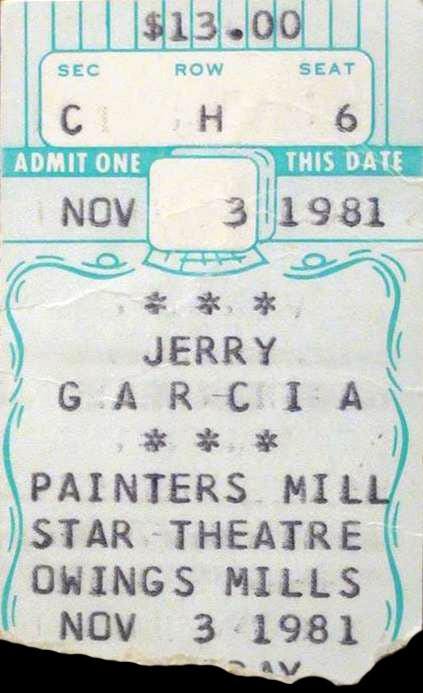 $13.00
SEC ROW SEAT
C H 6
ADMIT ONE THIS DATE
NOV 3 1981
* * *
JERRY
GARCIA
* * *
PAINTERS MILL
STAR THEATRE
OWINGS MILLS
NOV 3 1981